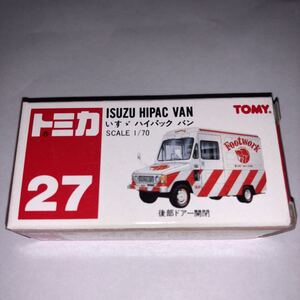 トミカ
27
ISUZU HIPAC VAN
いすゞ ハイパック バン
SCALE 1/70
TOMY.
Footwork
後部ドアー開閉